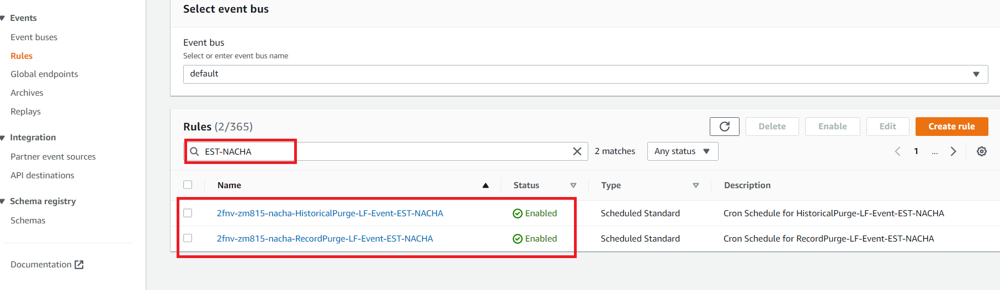 Events
Event buses
Rules
Global endpoints
Archives
Replays
Integration
Partner event sources
API destinations
Schema registry
Schemas
Documentation
Select event bus
Event bus
Select or enter event bus name
default
Rules (2/365)
Delete Enable Edit Create rule
EST-NACHA 2 matches Any status 1 ...
Name Status Type Description
2fnv-zm815-nacha-HistoricalPurge-LF-Event-EST-NACHA Enabled Scheduled Standard Cron Schedule for HistoricalPurge-LF-Event-EST-NACHA
2fnv-zm815-nacha-RecordPurge-LF-Event-EST-NACHA Enabled Scheduled Standard Cron Schedule for RecordPurge-LF-Event-EST-NACHA